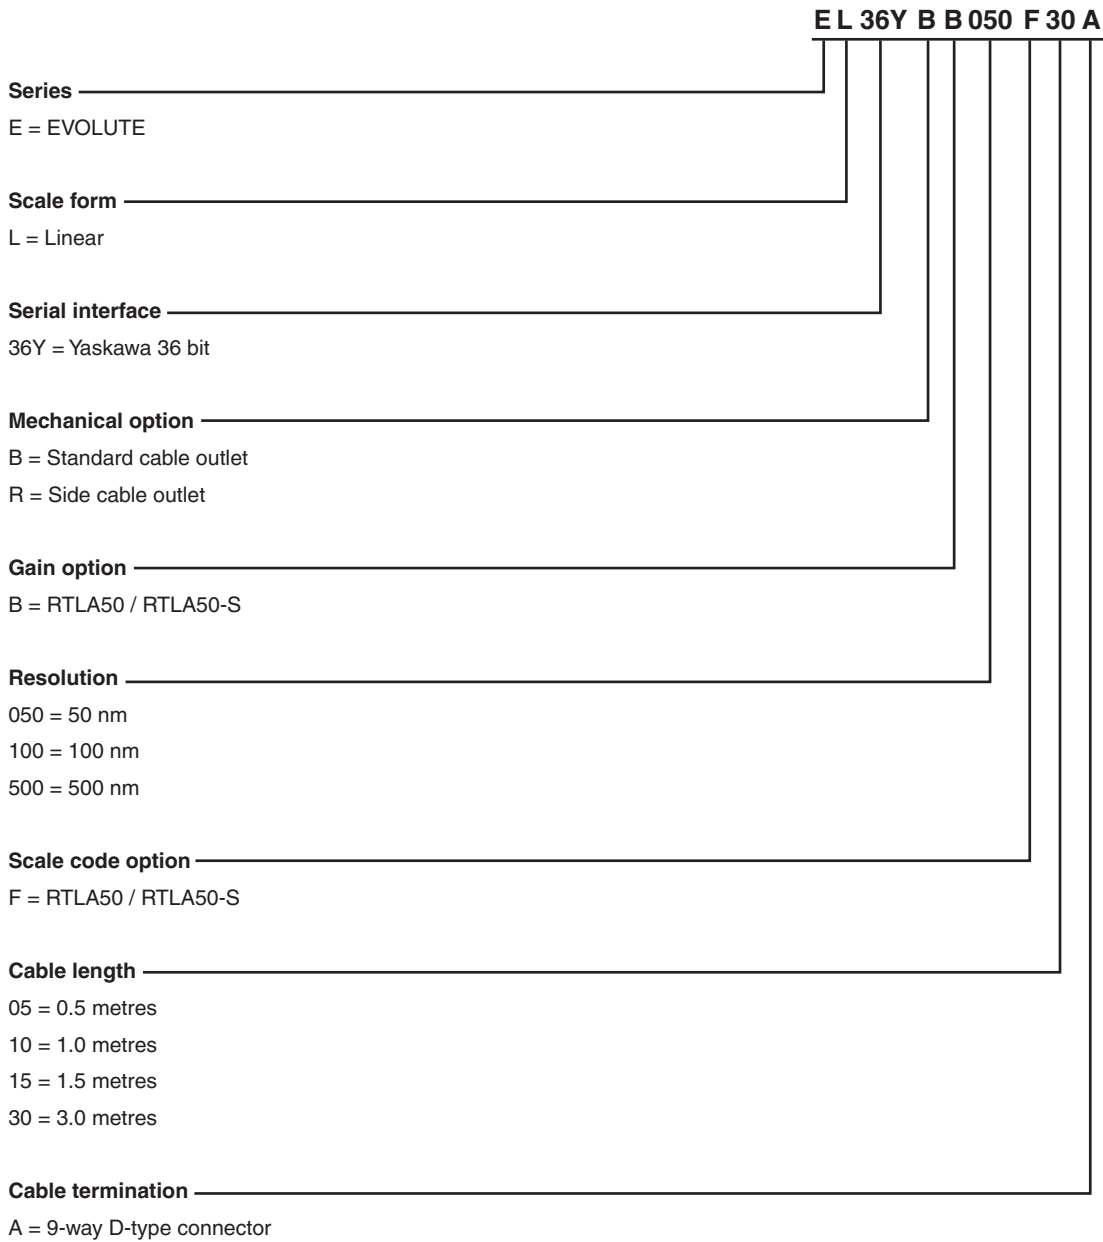 E L 36Y B B 050 F 30 A
Series
E = EVOLUTE
Scale form
L = Linear
Serial interface
36Y = Yaskawa 36 bit
Mechanical option
B = Standard cable outlet
R = Side cable outlet
Gain option
B = RTLA50 / RTLA50-S
Resolution
050 = 50 nm
100 = 100 nm
500 = 500 nm
Scale code option
F = RTLA50 / RTLA50-S
Cable length
05 = 0.5 metres
10 = 1.0 metres
15 = 1.5 metres
30 = 3.0 metres
Cable termination
A = 9-way D-type connector